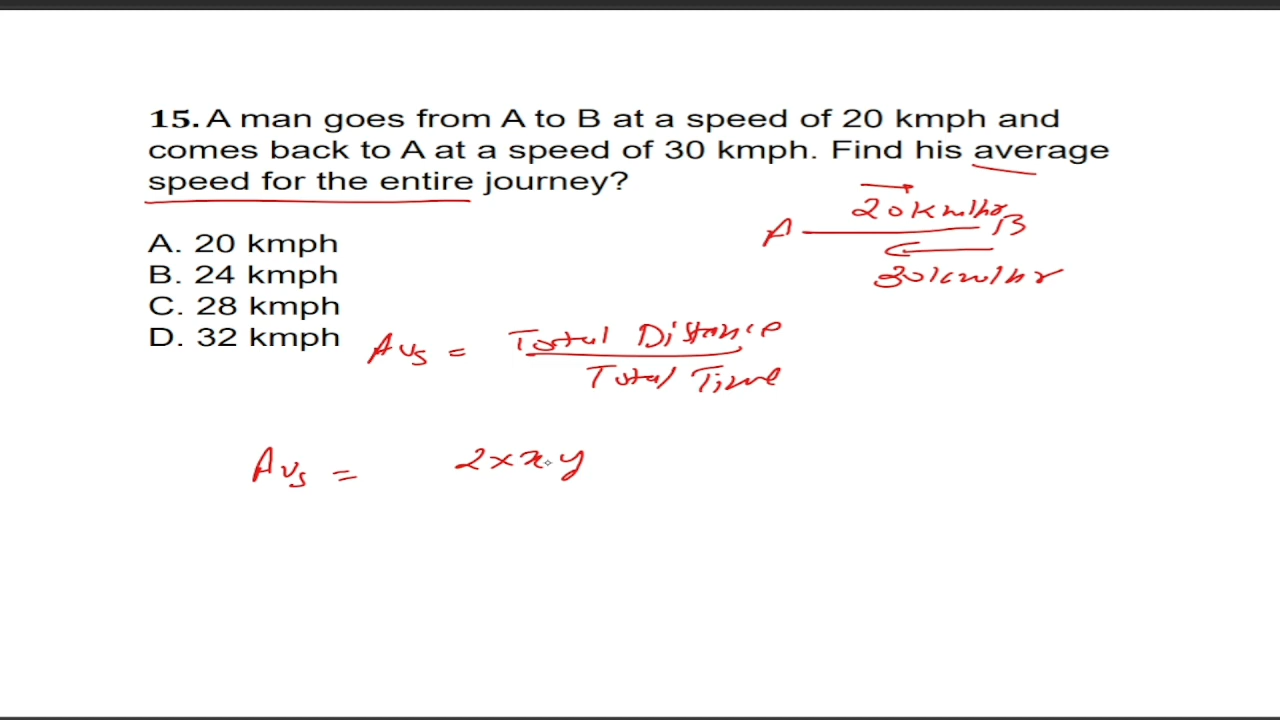 15. A man goes from A to B at a speed of 20 kmph and
comes back to A at a speed of 30 kmph. Find his average
speed for the entire journey?
20km/hr
A B
30km/hr
A. 20 kmph
B. 24 kmph
C. 28 kmph
D. 32 kmph
Avs = Total Distance
Total Time
Avs = 2×x·y